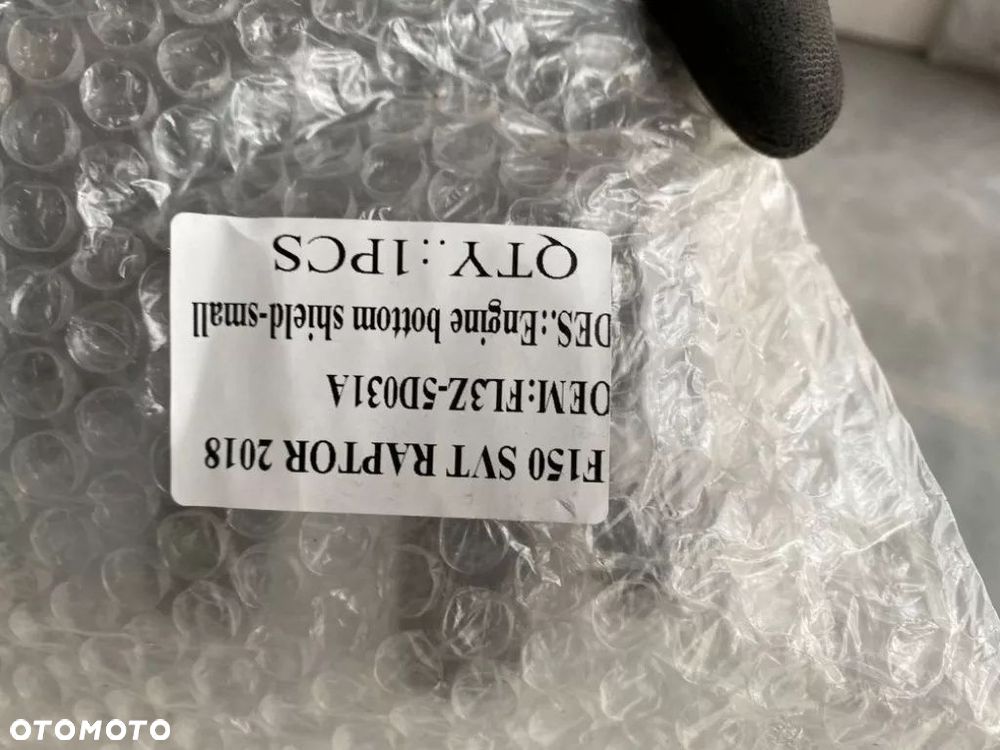 F150 SVT RAPTOR 2018
OEM:FL3Z-5D031A
DES.:Engine bottom shield-small
QTY.:1PCS
OTOMOTO